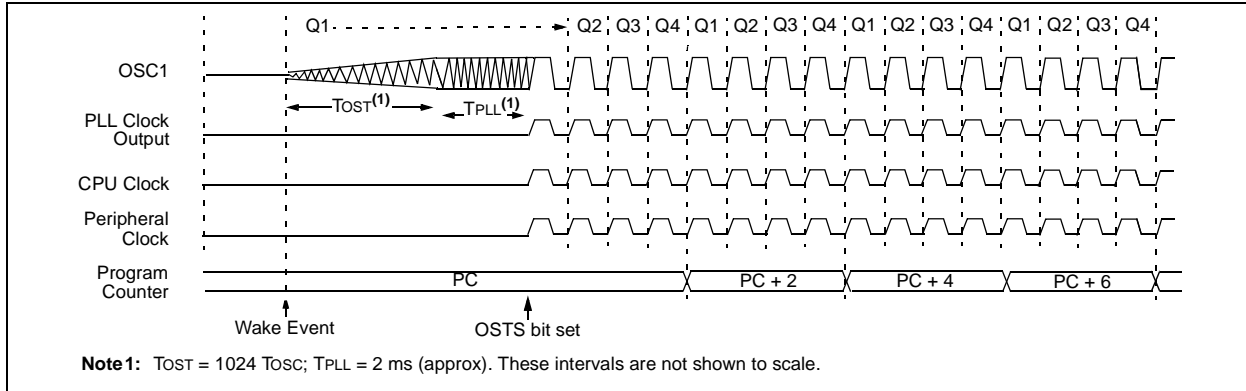 Q1 Q2 Q3 Q4 Q1 Q2 Q3 Q4 Q1 Q2 Q3 Q4 Q1 Q2 Q3 Q4
OSC1
TOST(1) TPLL(1)
PLL Clock
Output
CPU Clock
Peripheral
Clock
Program
Counter
PC PC + 2 PC + 4 PC + 6
Wake Event OSTS bit set
Note1: TOST = 1024 TOSC; TPLL = 2 ms (approx). These intervals are not shown to scale.